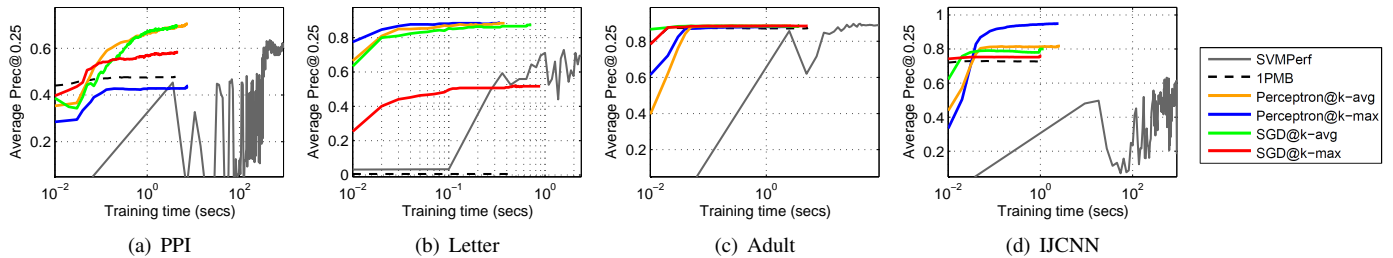 Average Prec@0.25
0.6
0.4
0.2
10^-2
10^0
10^2
Training time (secs)
(a) PPI
Average Prec@0.25
0.8
0.6
0.4
0.2
0
10^-2
10^-1
10^0
Training time (secs)
(b) Letter
Average Prec@0.25
1
0.8
0.6
0.4
0.2
10^-2
10^0
10^2
Training time (secs)
(c) Adult
Average Prec@0.25
1
0.8
0.6
0.4
0.2
10^-2
10^0
10^2
Training time (secs)
(d) IJCNN
SVMPerf
1PMB
Perceptron@k−avg
Perceptron@k−max
SGD@k−avg
SGD@k−max